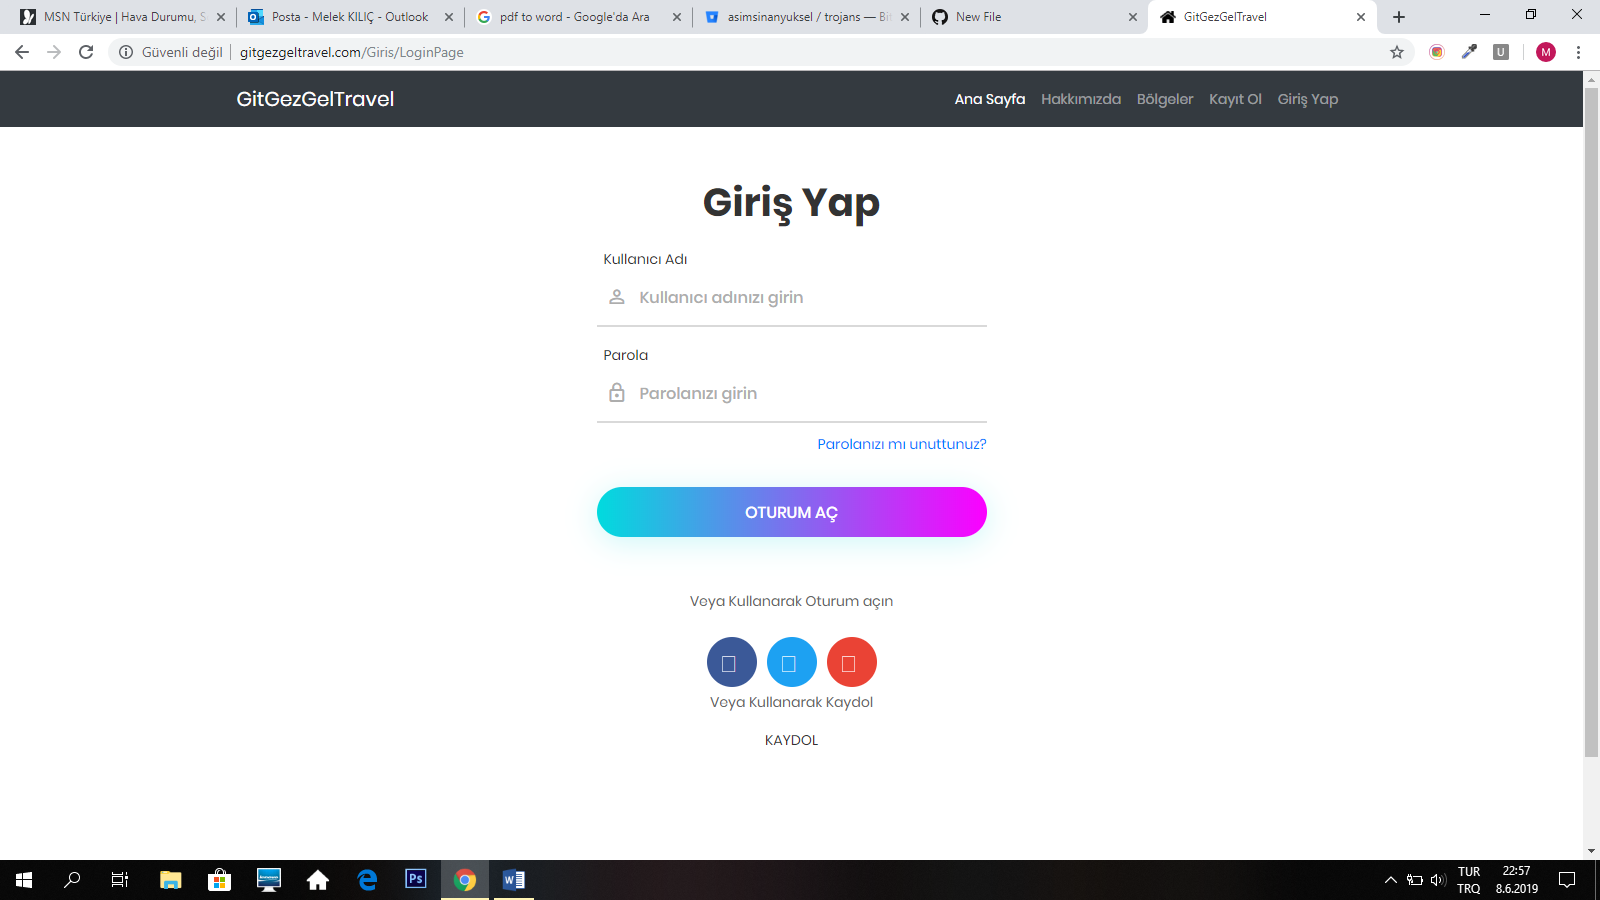 MSN Türkiye | Hava Durumu, S
Posta - Melek KILIÇ - Outlook
pdf to word - Google'da Ara
asimsinanyuksel / trojans — Bit
New File
GitGezGelTravel
Güvenli değil
gitgezgeltravel.com/Giris/LoginPage
U
M
GitGezGelTravel
Ana Sayfa
Hakkımızda
Bölgeler
Kayıt Ol
Giriş Yap
Giriş Yap
Kullanıcı Adı
Kullanıcı adınızı girin
Parola
Parolanızı girin
Parolanızı mı unuttunuz?
OTURUM AÇ
Veya Kullanarak Oturum açın
Veya Kullanarak Kaydol
KAYDOL
Ps
TUR
TRQ
22:57
8.6.2019